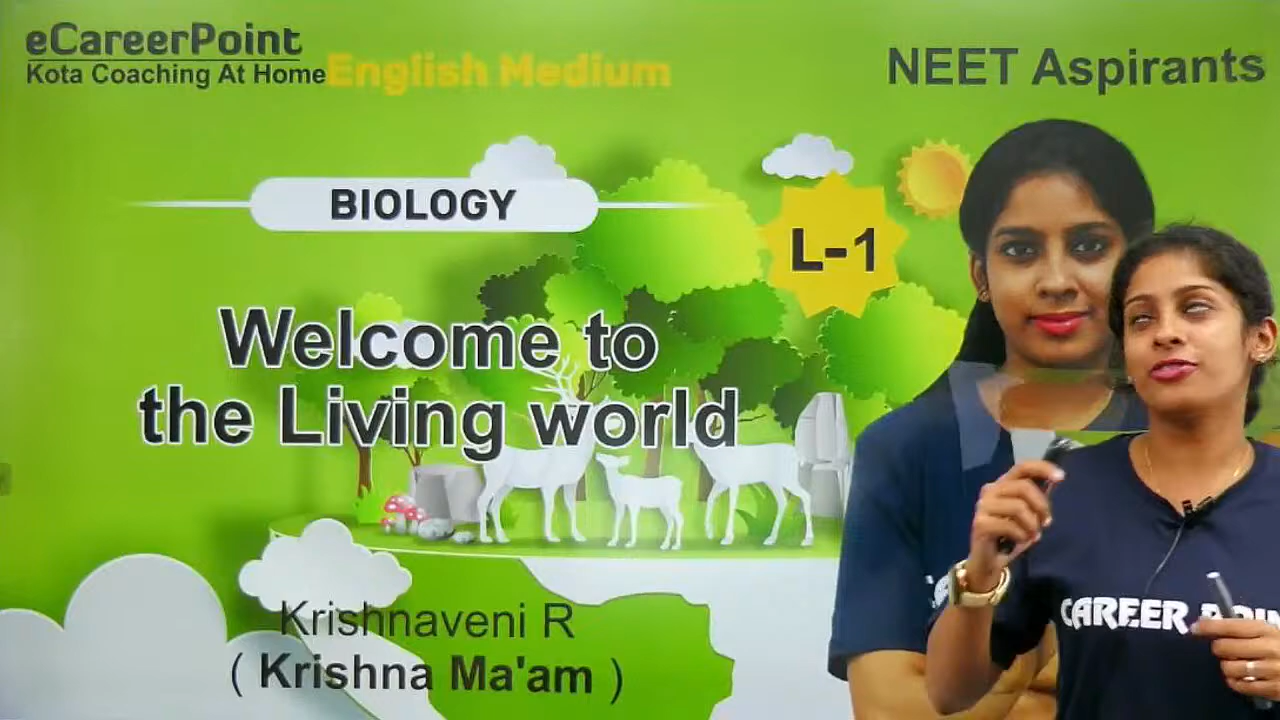 eCareerPoint
Kota Coaching At Home
English Medium
NEET Aspirants
BIOLOGY
L-1
Welcome to
the Living world
Krishnaveni R
( Krishna Ma'am )
CAREER